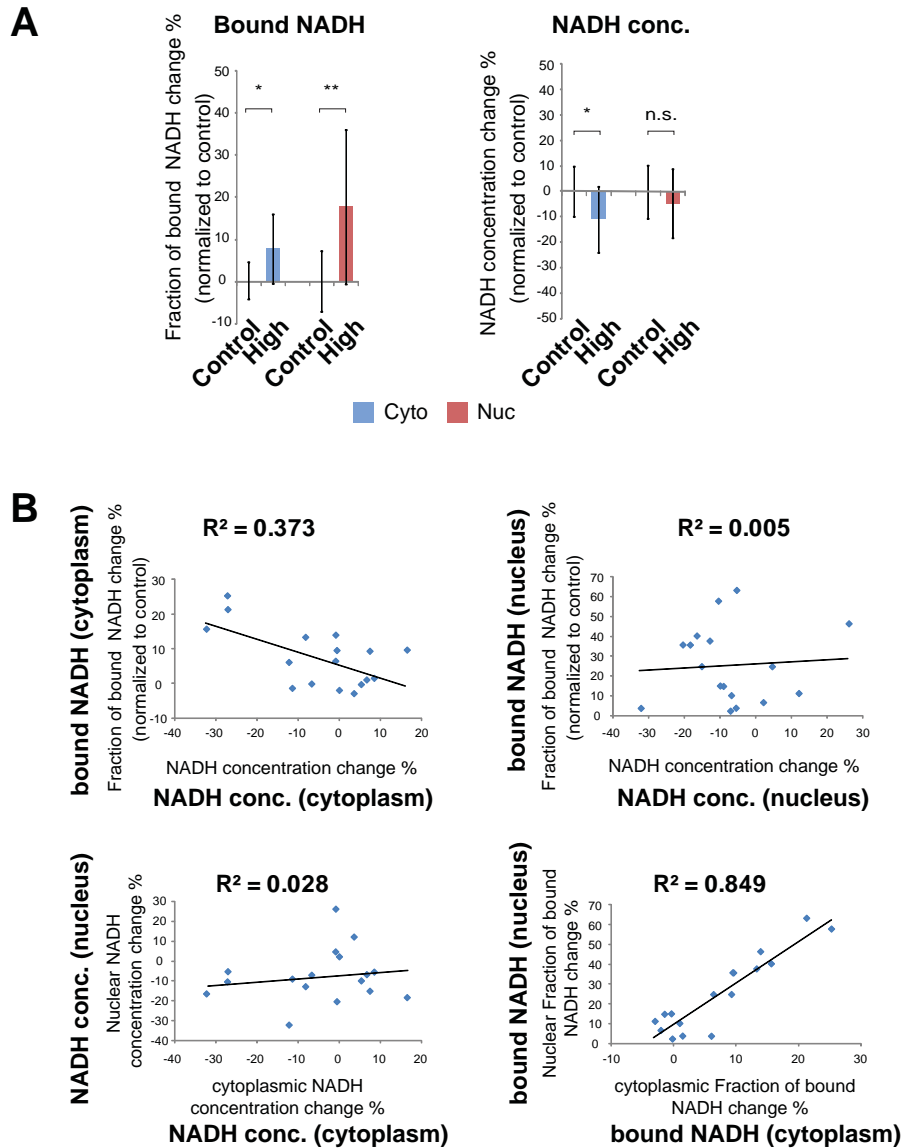 A
Bound NADH
Fraction of bound NADH change %
(normalized to control)
50
40
30
20
10
0
-10
*
**
Control
High
Control
High
NADH conc.
NADH concentration change %
(normalized to control)
50
40
30
20
10
0
-10
-20
-30
-40
-50
*
n.s.
Control
High
Control
High
Cyto
Nuc
B
R² = 0.373
bound NADH (cytoplasm)
Fraction of bound NADH change %
(normalized to control)
30
20
10
0
-10
-40 -30 -20 -10 0 10 20
NADH concentration change %
NADH conc. (cytoplasm)
R² = 0.005
bound NADH (nucleus)
Fraction of bound NADH change %
(normalized to control)
70
60
50
40
30
20
10
0
-40 -30 -20 -10 0 10 20 30
NADH concentration change %
NADH conc. (nucleus)
R² = 0.028
NADH conc. (nucleus)
Nuclear NADH
concentration change %
30
20
10
0
-10
-20
-30
-40
-40 -30 -20 -10 0 10 20
cytoplasmic NADH
concentration change %
NADH conc. (cytoplasm)
R² = 0.849
bound NADH (nucleus)
Nuclear Fraction of bound
NADH change %
70
60
50
40
30
20
10
0
-10 0 10 20 30
cytoplasmic Fraction of bound
NADH change %
bound NADH (cytoplasm)